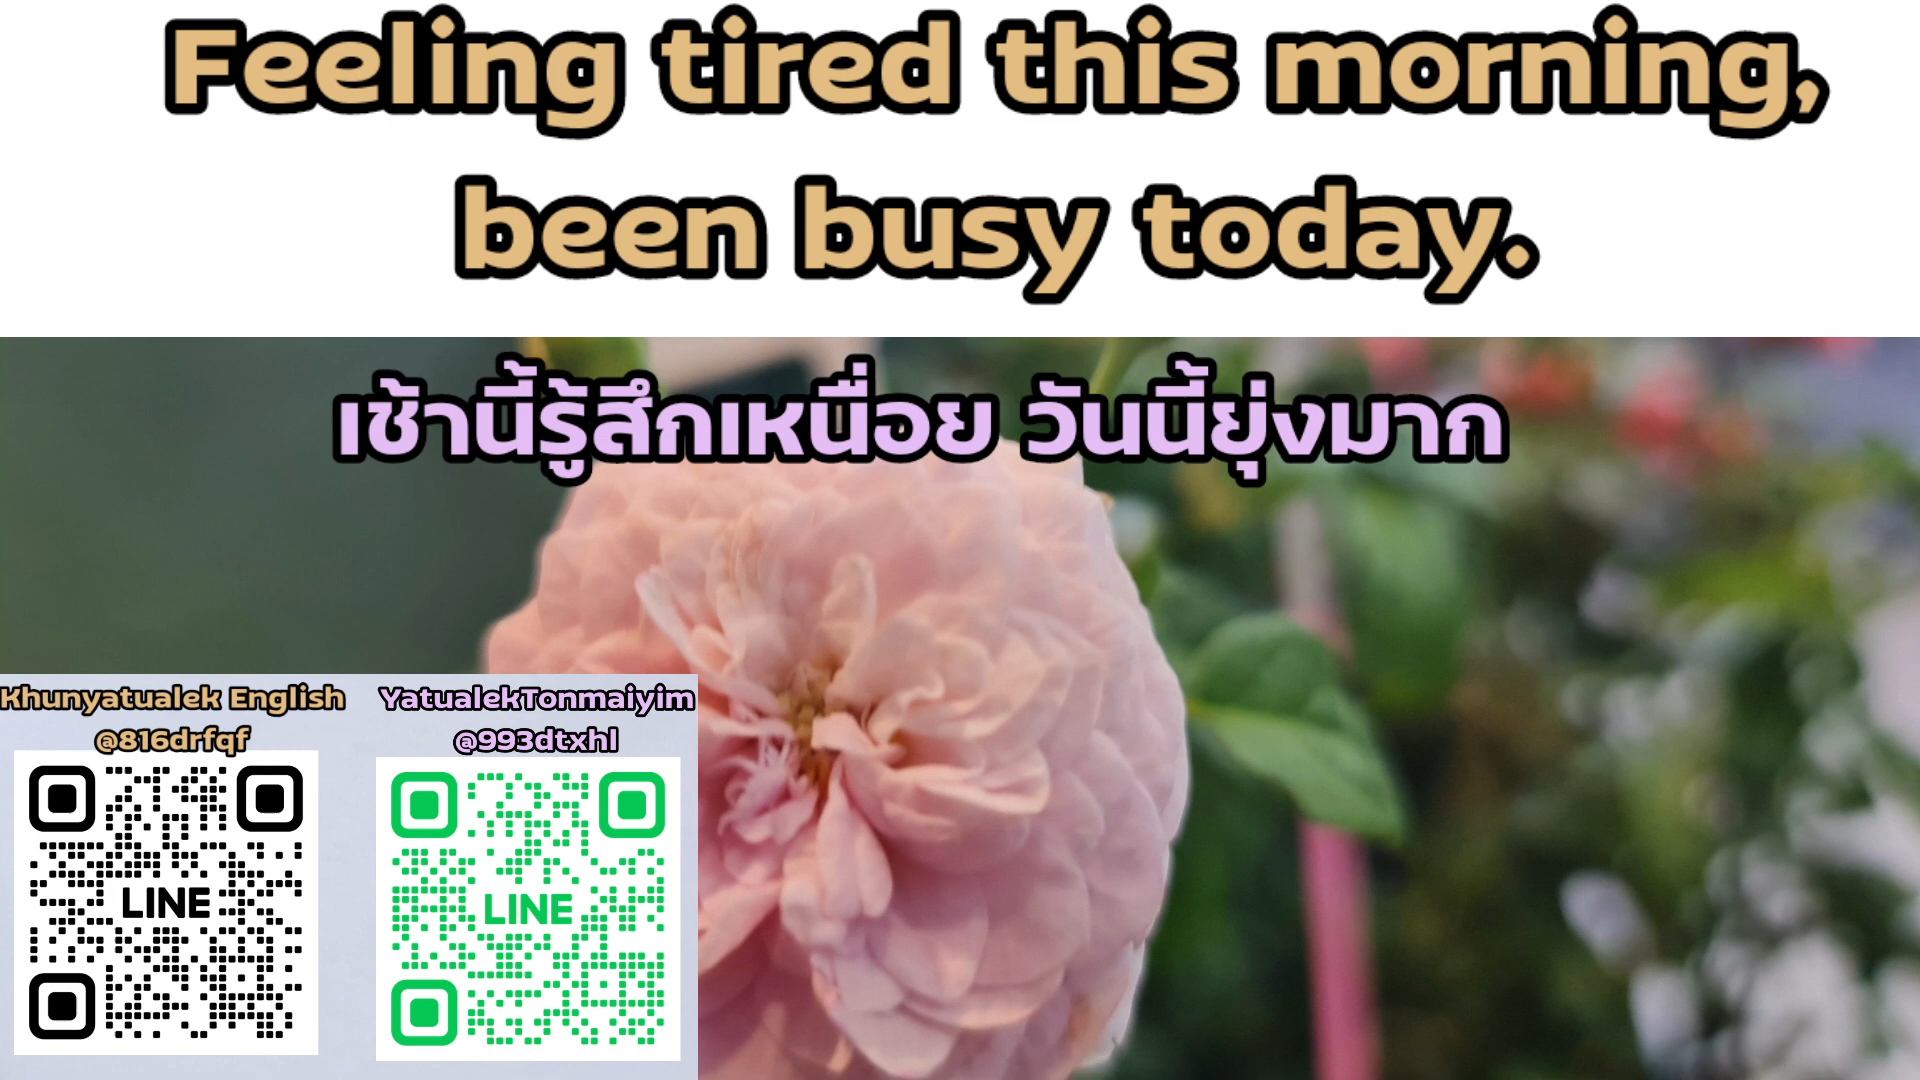 Feeling tired this morning,
been busy today.
เช้านี้รู้สึกเหนื่อย วันนี้ยุ่งมาก
Khunyatualek English
@816drfqf
LINE
YatualekTonmaiyim
@993dtxhl
LINE